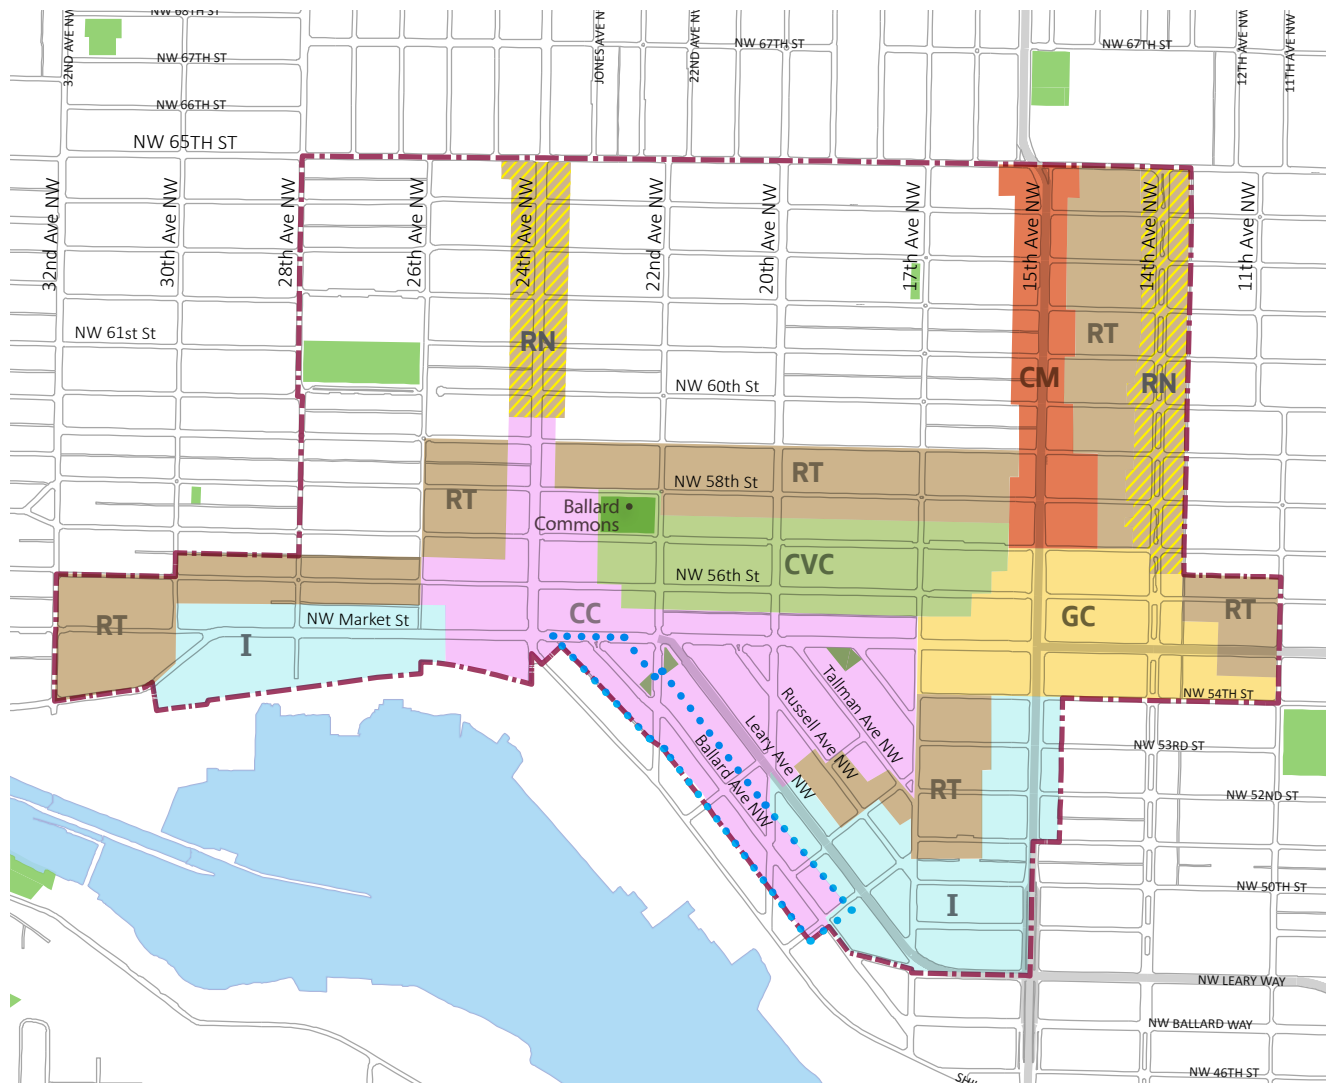 NW 68TH ST
32ND AVE NW
NW 67TH ST
NW 66TH ST
NW 65TH ST
JONES AVE N
22ND AVE NW
NW 67TH ST
NW 67TH ST
12TH AVE NW
11TH AVE NW
32nd Ave NW
30th Ave NW
28th Ave NW
26th Ave NW
24th Ave NW
22nd Ave NW
20th Ave NW
17th Ave NW
15th Ave NW
14th Ave NW
11th Ave NW
NW 61st St
RN
RT
CM
RN
NW 60th St
RT
NW 58th St
RT
Ballard
Commons
CVC
NW 56th St
RT
I
NW Market St
CC
GC
RT
Tallman Ave NW
Russell Ave NW
Leary Ave NW
Ballard Ave NW
NW 54TH ST
NW 53RD ST
RT
NW 52ND ST
I
NW 50TH ST
NW LEARY WAY
NW BALLARD WAY
NW 46TH ST